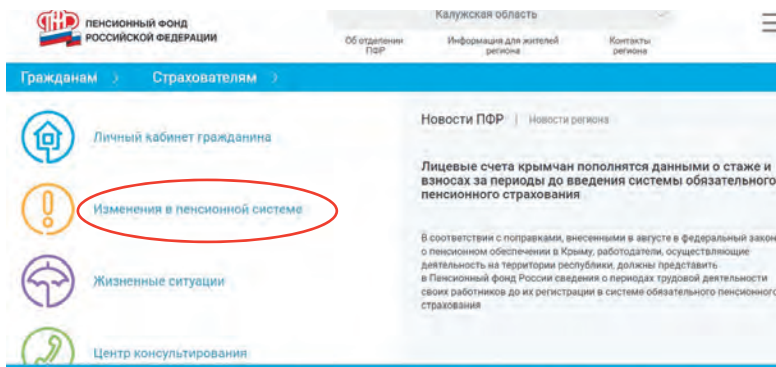 ПЕНСИОННЫЙ ФОНД
РОССИЙСКОЙ ФЕДЕРАЦИИ
Калужская область
Об отделении
ПФР
Информация для жителей
региона
Контакты
региона
Гражданам
Страхователям
Личный кабинет гражданина
Изменения в пенсионной системе
Жизненные ситуации
Центр консультирования
Новости ПФР | Новости региона
Лицевые счета крымчан пополнятся данными о стаже и
взносах за периоды до введения системы обязательного
пенсионного страхования
В соответствии с поправками, внесенными в августе в федеральный закон
о пенсионном обеспечении в Крыму, работодатели, осуществляющие
деятельность на территории республики, должны представить
в Пенсионный фонд России сведения о периодах трудовой деятельности
своих работников до их регистрации в системе обязательного пенсионного
страхования